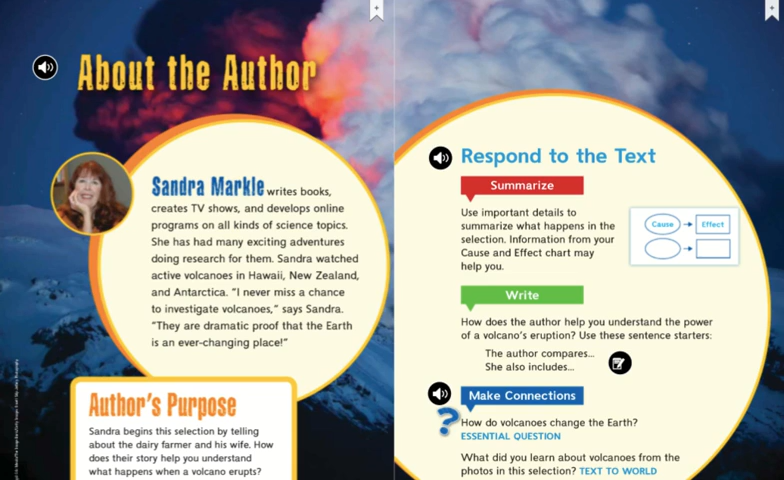 About the Author
Sandra Markle writes books,
creates TV shows, and develops online
programs on all kinds of science topics.
She has had many exciting adventures
doing research for them. Sandra watched
active volcanoes in Hawaii, New Zealand,
and Antarctica. "I never miss a chance
to investigate volcanoes," says Sandra.
"They are dramatic proof that the Earth
is an ever-changing place!"
Author's Purpose
Sandra begins this selection by telling
about the dairy farmer and his wife. How
does their story help you understand
what happens when a volcano erupts?
Respond to the Text
Summarize
Use important details to
summarize what happens in the
selection. Information from your
Cause and Effect chart may
help you.
Cause
Effect
Write
How does the author help you understand the power
of a volcano's eruption? Use these sentence starters:
The author compares...
She also includes...
Make Connections
How do volcanoes change the Earth?
ESSENTIAL QUESTION
What did you learn about volcanoes from the
photos in this selection? TEXT TO WORLD